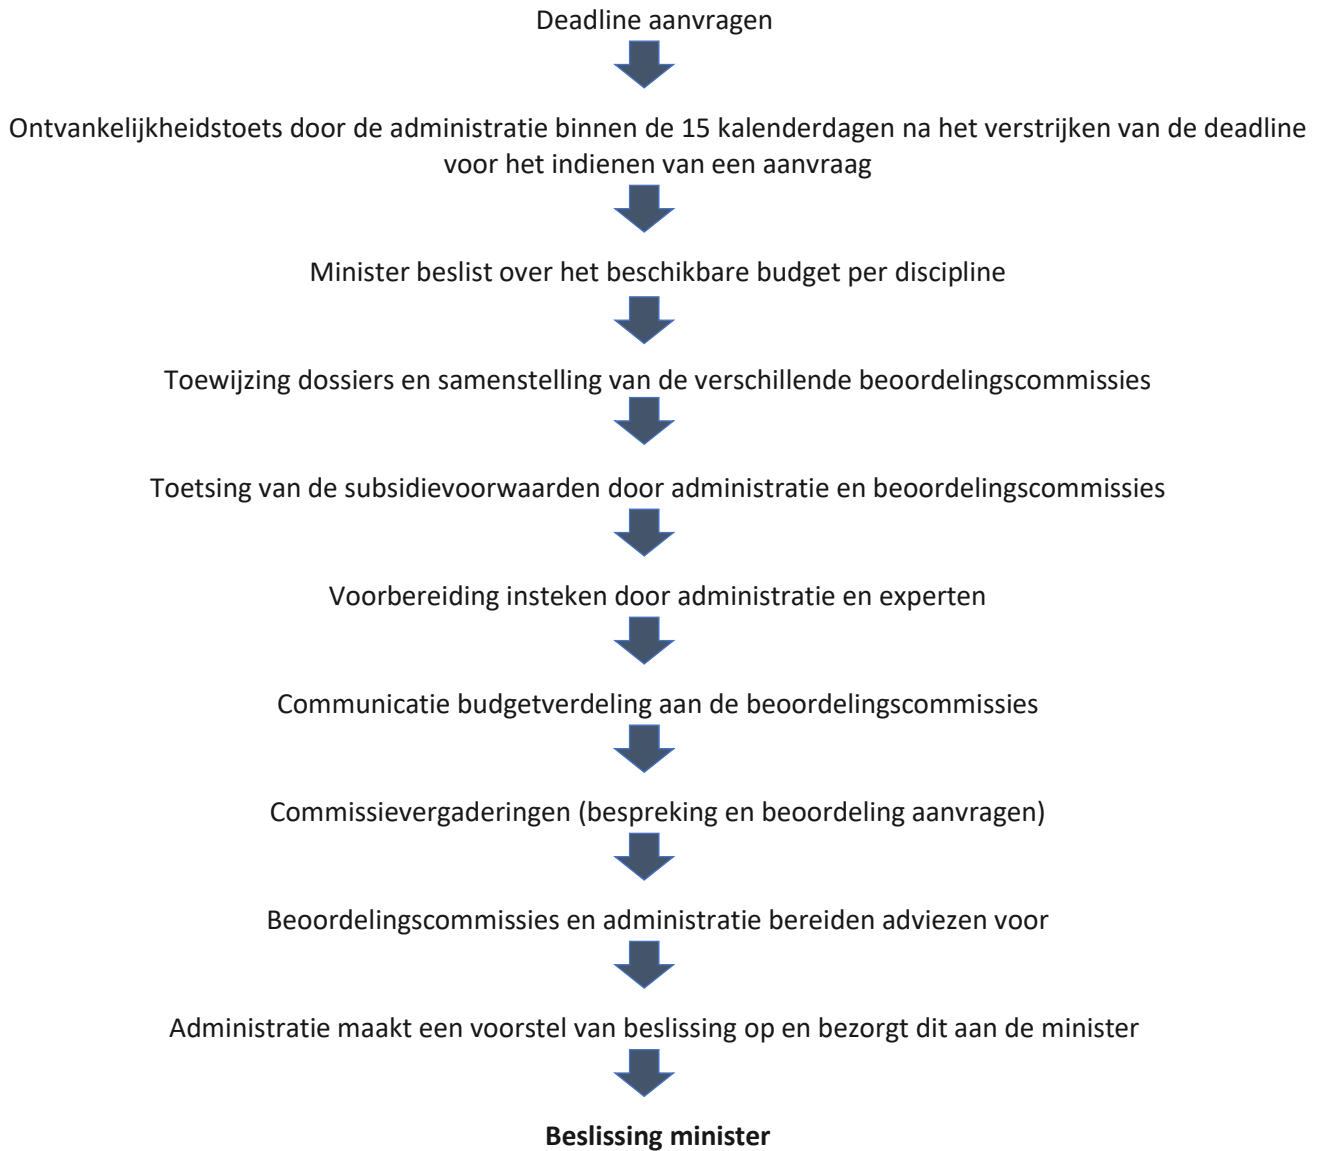 Deadline aanvragen
Ontvankelijkheidstoets door de administratie binnen de 15 kalenderdagen na het verstrijken van de deadline
voor het indienen van een aanvraag
Minister beslist over het beschikbare budget per discipline
Toewijzing dossiers en samenstelling van de verschillende beoordelingscommissies
Toetsing van de subsidievoorwaarden door administratie en beoordelingscommissies
Voorbereiding insteken door administratie en experten
Communicatie budgetverdeling aan de beoordelingscommissies
Commissievergaderingen (bespreking en beoordeling aanvragen)
Beoordelingscommissies en administratie bereiden adviezen voor
Administratie maakt een voorstel van beslissing op en bezorgt dit aan de minister
Beslissing minister